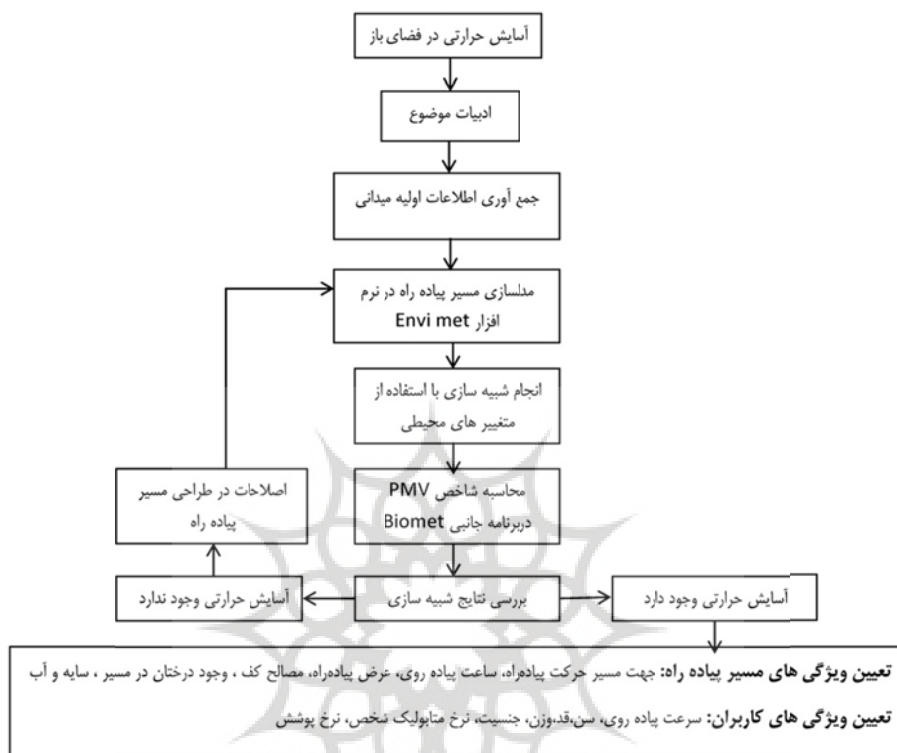 آسایش حرارتی در فضای باز
ادبیات موضوع
جمع آوری اطلاعات اولیه میدانی
مدلسازی مسیر پیاده راه در نرم
افزار Envi met
انجام شبیه سازی با استفاده از
متغییر های محیطی
محاسبه شاخص PMV
دربرنامه جانبی Biomet
اصلاحات در طراحی مسیر
پیاده راه
آسایش حرارتی وجود دارد
بررسی نتایج شبیه سازی
آسایش حرارتی وجود ندارد
تعیین ویژگی های مسیر پیاده راه: جهت مسیر حرکت پیاده‌راه، ساعت پیاده روی، عرض پیاده‌راه، مصالح کف ، وجود درختان در مسیر ، سایه و آب
تعیین ویژگی های کاربران: سرعت پیاده روی، سن،قد،وزن، جنسیت، نرخ متابولیک شخص، نرخ پوشش